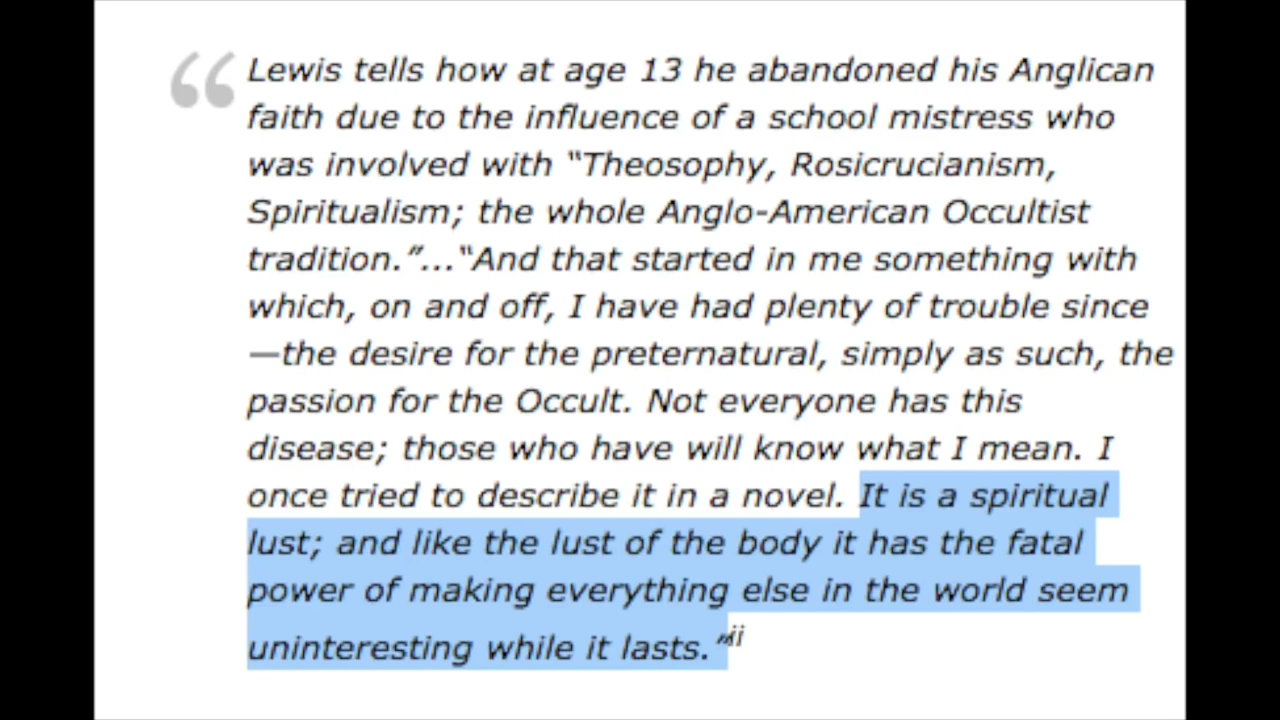 “ Lewis tells how at age 13 he abandoned his Anglican
faith due to the influence of a school mistress who
was involved with “Theosophy, Rosicrucianism,
Spiritualism; the whole Anglo-American Occultist
tradition.”...“And that started in me something with
which, on and off, I have had plenty of trouble since
—the desire for the preternatural, simply as such, the
passion for the Occult. Not everyone has this
disease; those who have will know what I mean. I
once tried to describe it in a novel. It is a spiritual
lust; and like the lust of the body it has the fatal
power of making everything else in the world seem
uninteresting while it lasts.”ii